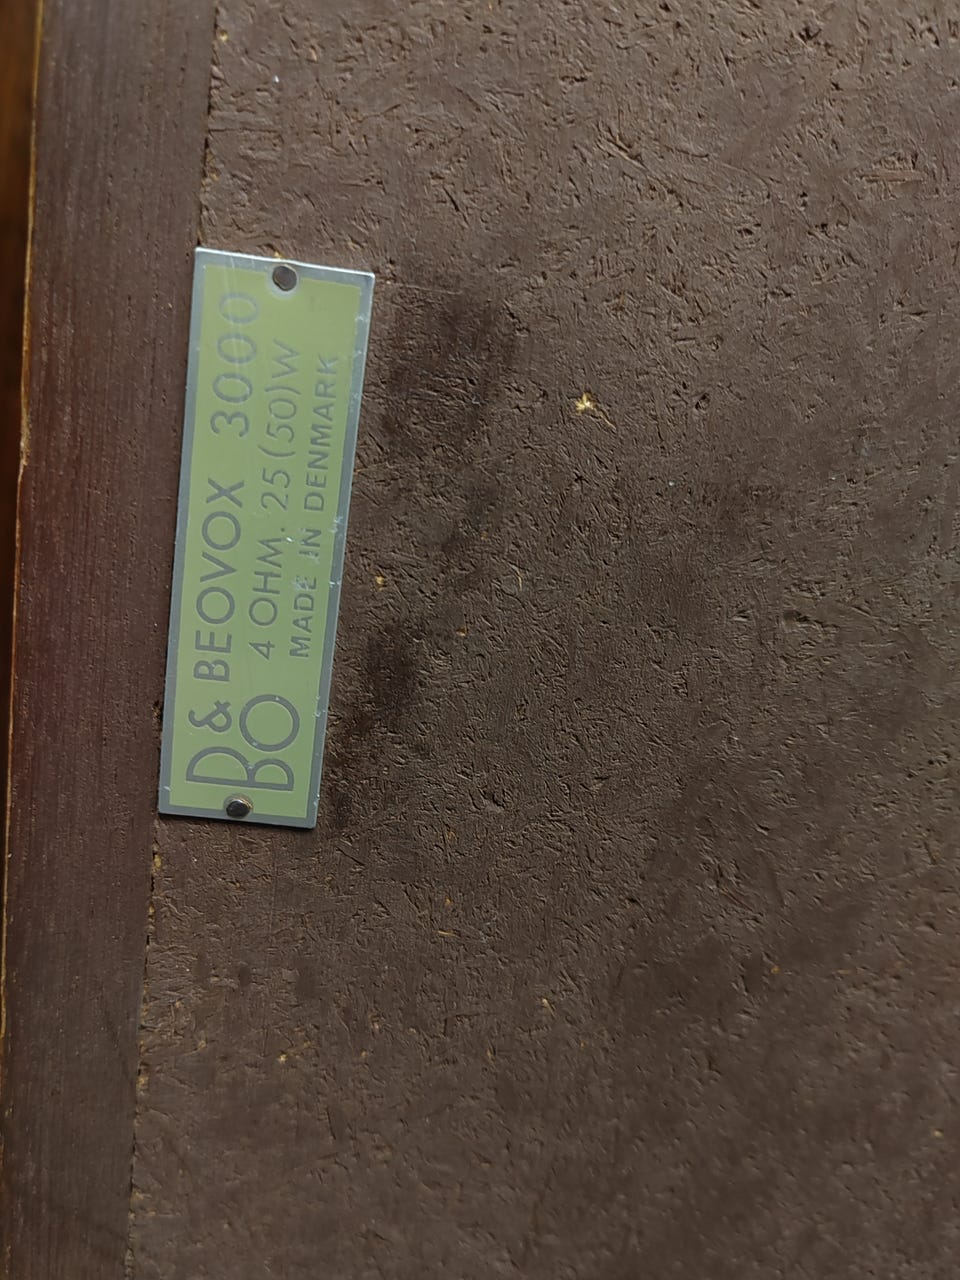 B&O BEOVOX 3000
4 OHM. 25(50)W
MADE IN DENMARK